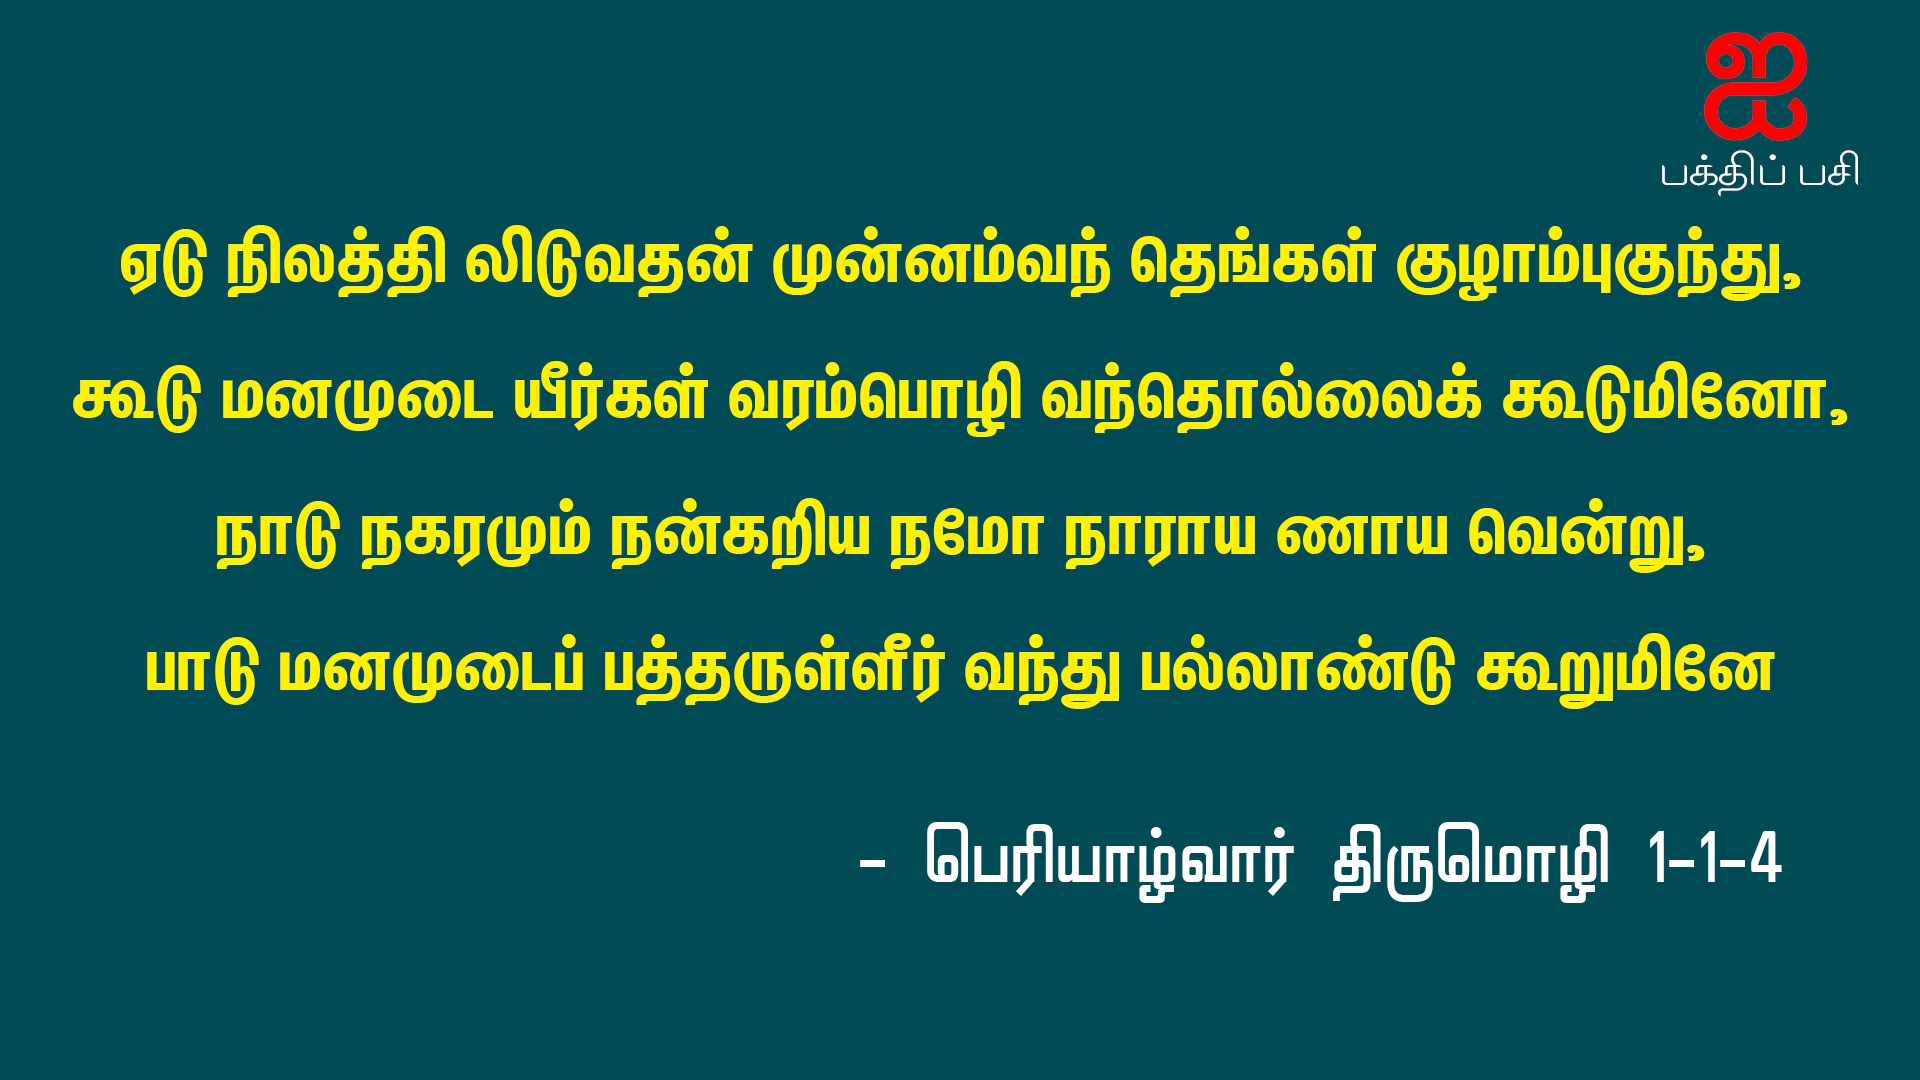 ஐ
பக்திப் பசி
ஏடு நிலத்தி லிடுவதன் முன்னம்வந் தெங்கள் குழாம்புகுந்து,
கூடு மனமுடை யீர்கள் வரம்பொழி வந்தொல்லைக் கூடுமினோ,
நாடு நகரமும் நன்கறிய நமோ நாராய ணாய வென்று,
பாடு மனமுடைப் பத்தருள்ளீர் வந்து பல்லாண்டு கூறுமினே
- பெரியாழ்வார் திருமொழி 1-1-4